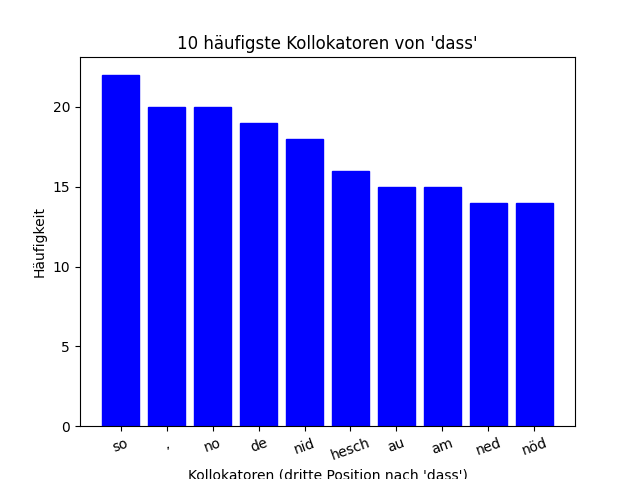 10 häufigste Kollokatoren von 'dass'
Häufigkeit
20
15
10
5
0
so , no de nid hesch au am ned nöd
Kollokatoren (dritte Position nach 'dass')